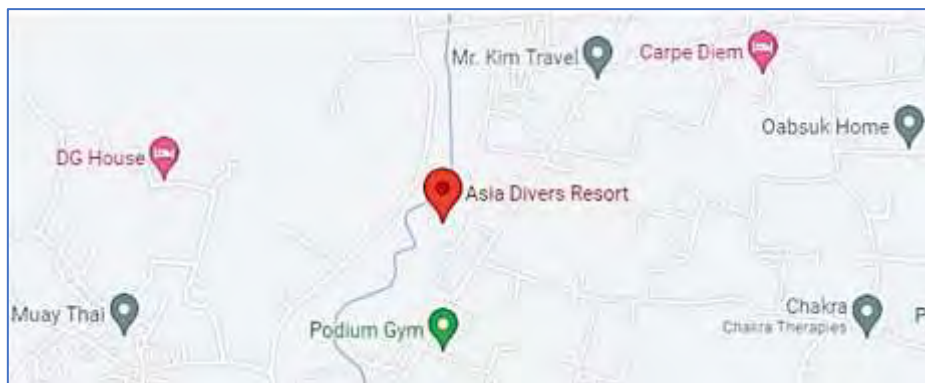 Mr. Kim Travel
Carpe Diem
Oabsuk Home
DG House
Asia Divers Resort
Muay Thai
Podium Gym
Chakra
Chakra Therapies
P